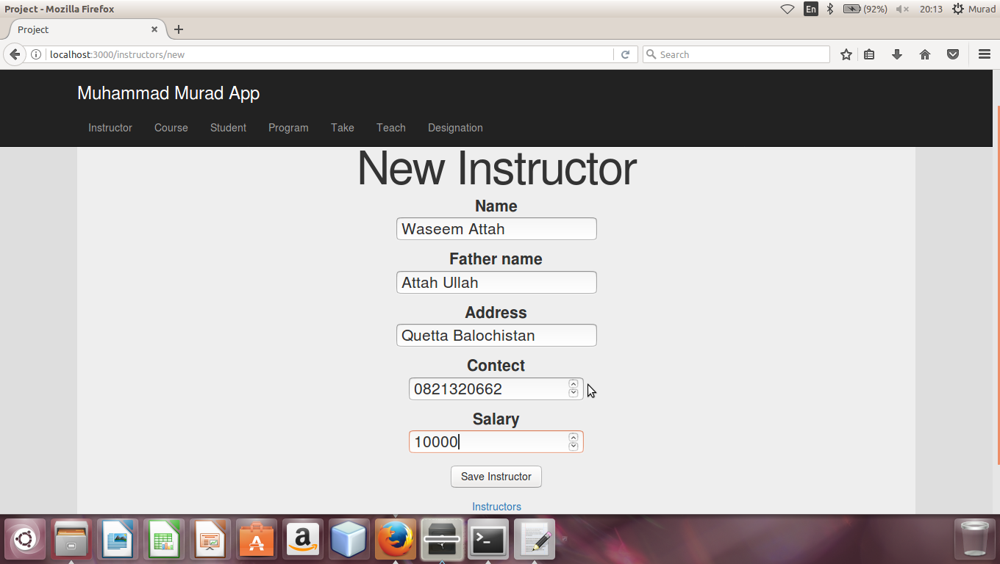 Project - Mozilla Firefox
En
(92%)
20:13
Murad
Project
localhost:3000/instructors/new
Search
Muhammad Murad App
Instructor Course Student Program Take Teach Designation
New Instructor
Name
Waseem Attah
Father name
Attah Ullah
Address
Quetta Balochistan
Contect
0821320662
Salary
10000
Save Instructor
Instructors